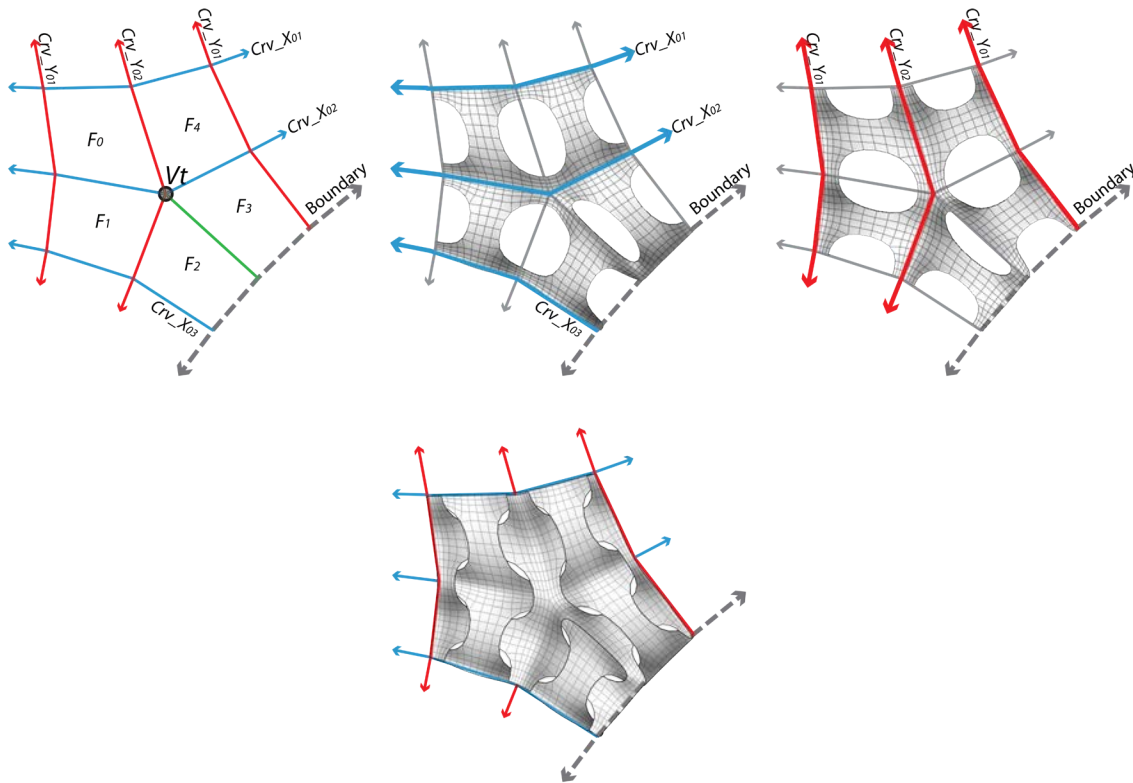 Crv_Y01
Crv_Y02
Crv_Y01
Crv_X01
Crv_X02
F0
F4
Vt
F1
F3
F2
Boundary
Crv_X03
Crv_X01
Crv_X02
Boundary
Crv_X03
Crv_Y01
Crv_Y02
Crv_Y01
Boundary